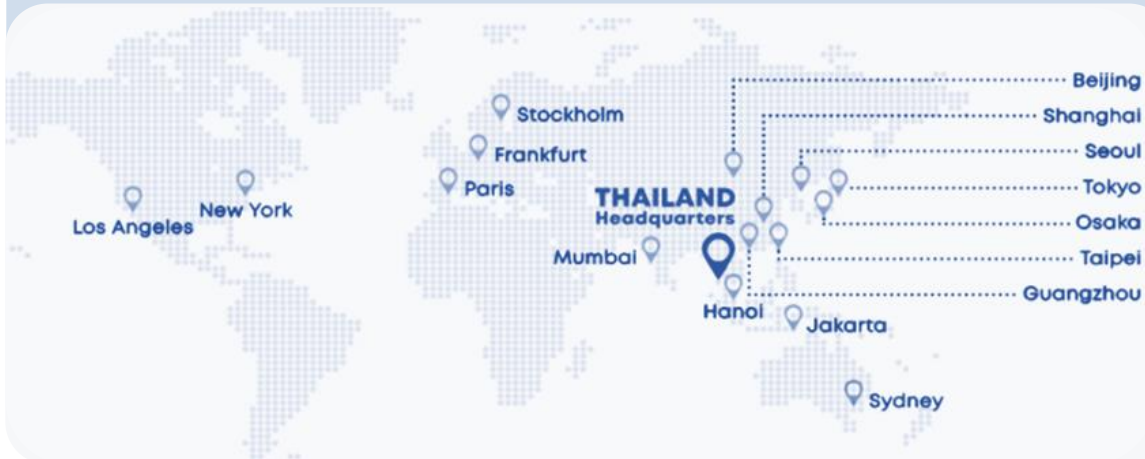 Beijing
Shanghai
Stockholm
Seoul
Frankfurt
Tokyo
Paris
THAILAND
Headquarters
New York
Los Angeles
Osaka
Mumbai
Taipei
Guangzhou
Hanoi
Jakarta
Sydney